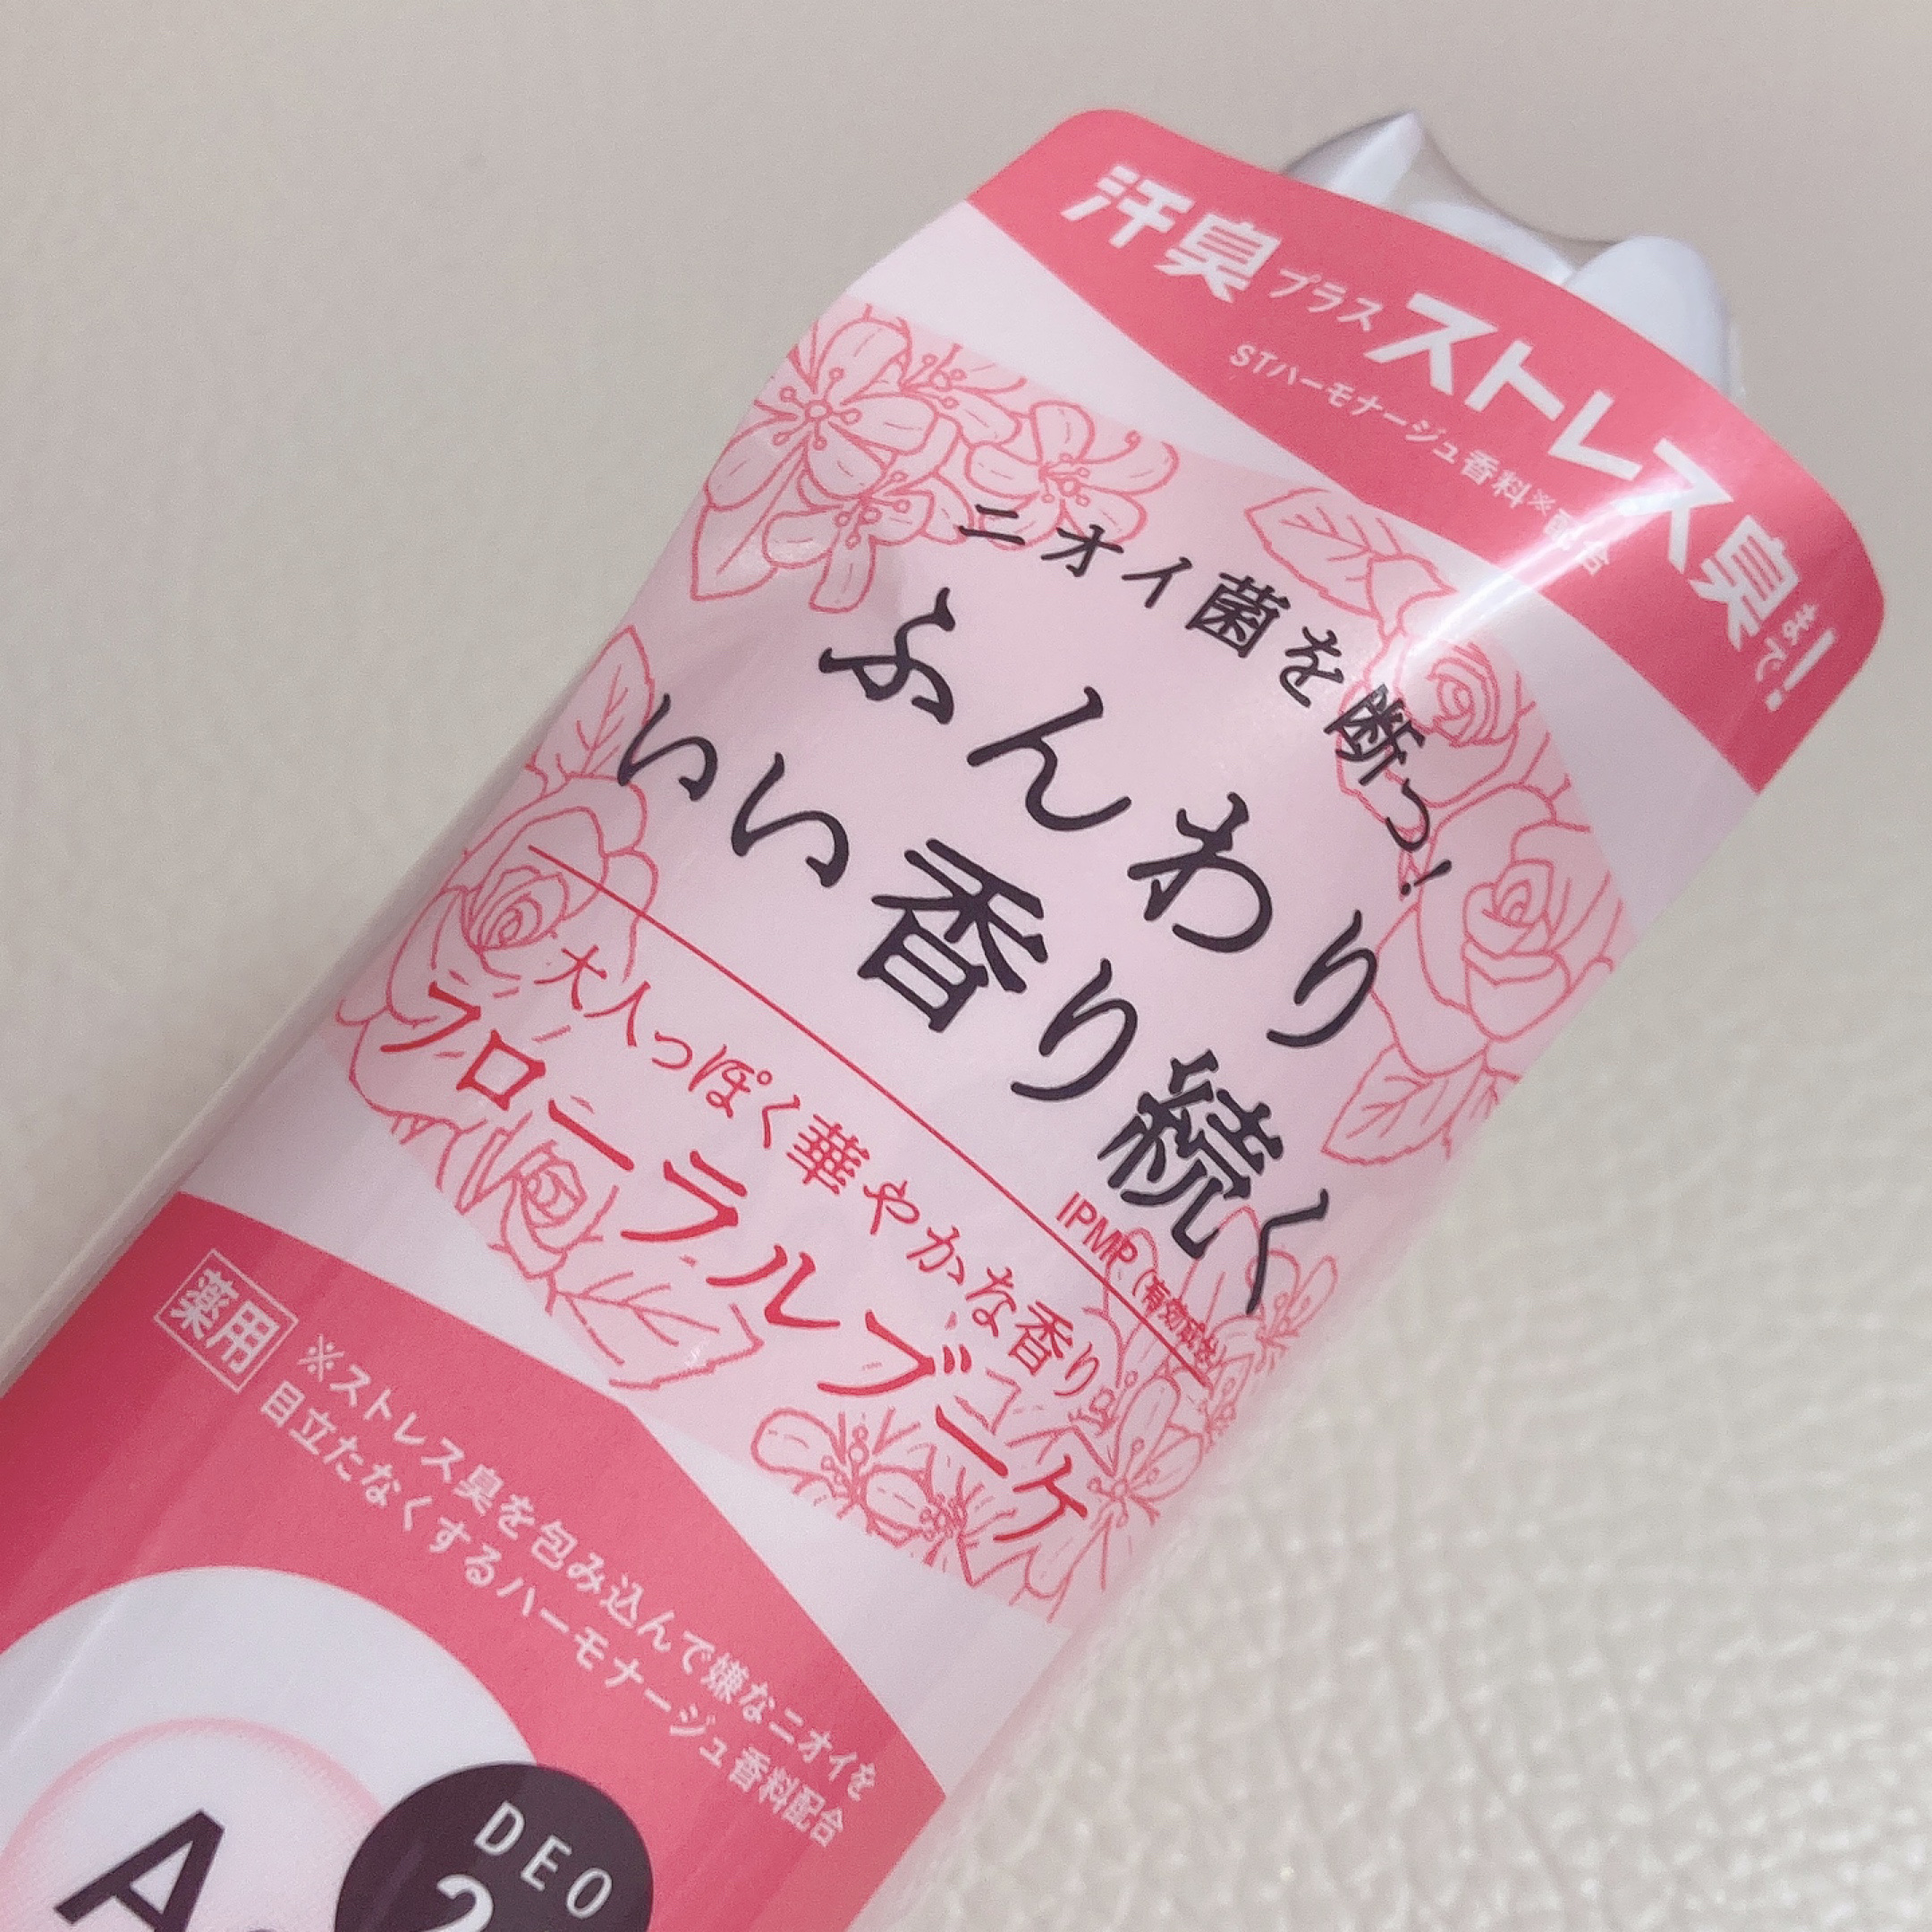 汗臭プラスストレス臭まで!
STハーモナージュ香料※配合
ニオイ菌を断つ!
ふんわり
いい香り続く
IPMP(有効成分)
大人っぽく華やかな香り
フローラルブーケ
薬用
※ストレス臭を包み込んで嫌なニオイを
目立たなくするハーモナージュ香料配合
A
DEO
2